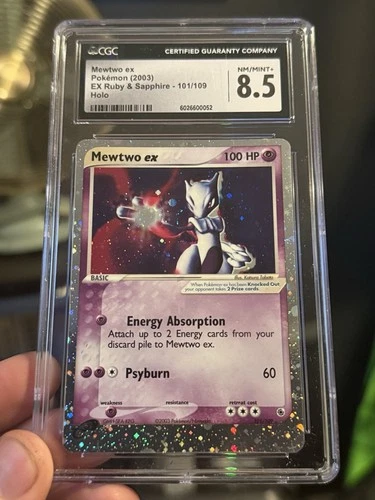 CGC CERTIFIED GUARANTY COMPANY
Mewtwo ex
Pokémon (2003)
EX Ruby & Sapphire - 101/109
Holo
NM/MINT+
8.5
6026600052
Mewtwo ex 100 HP
BASIC
When Pokémon-ex has been Knocked Out
your opponent takes 2 Prize cards.
Energy Absorption
Attach up to 2 Energy cards from your
discard pile to Mewtwo ex.
Psyburn 60
weakness resistance retreat cost